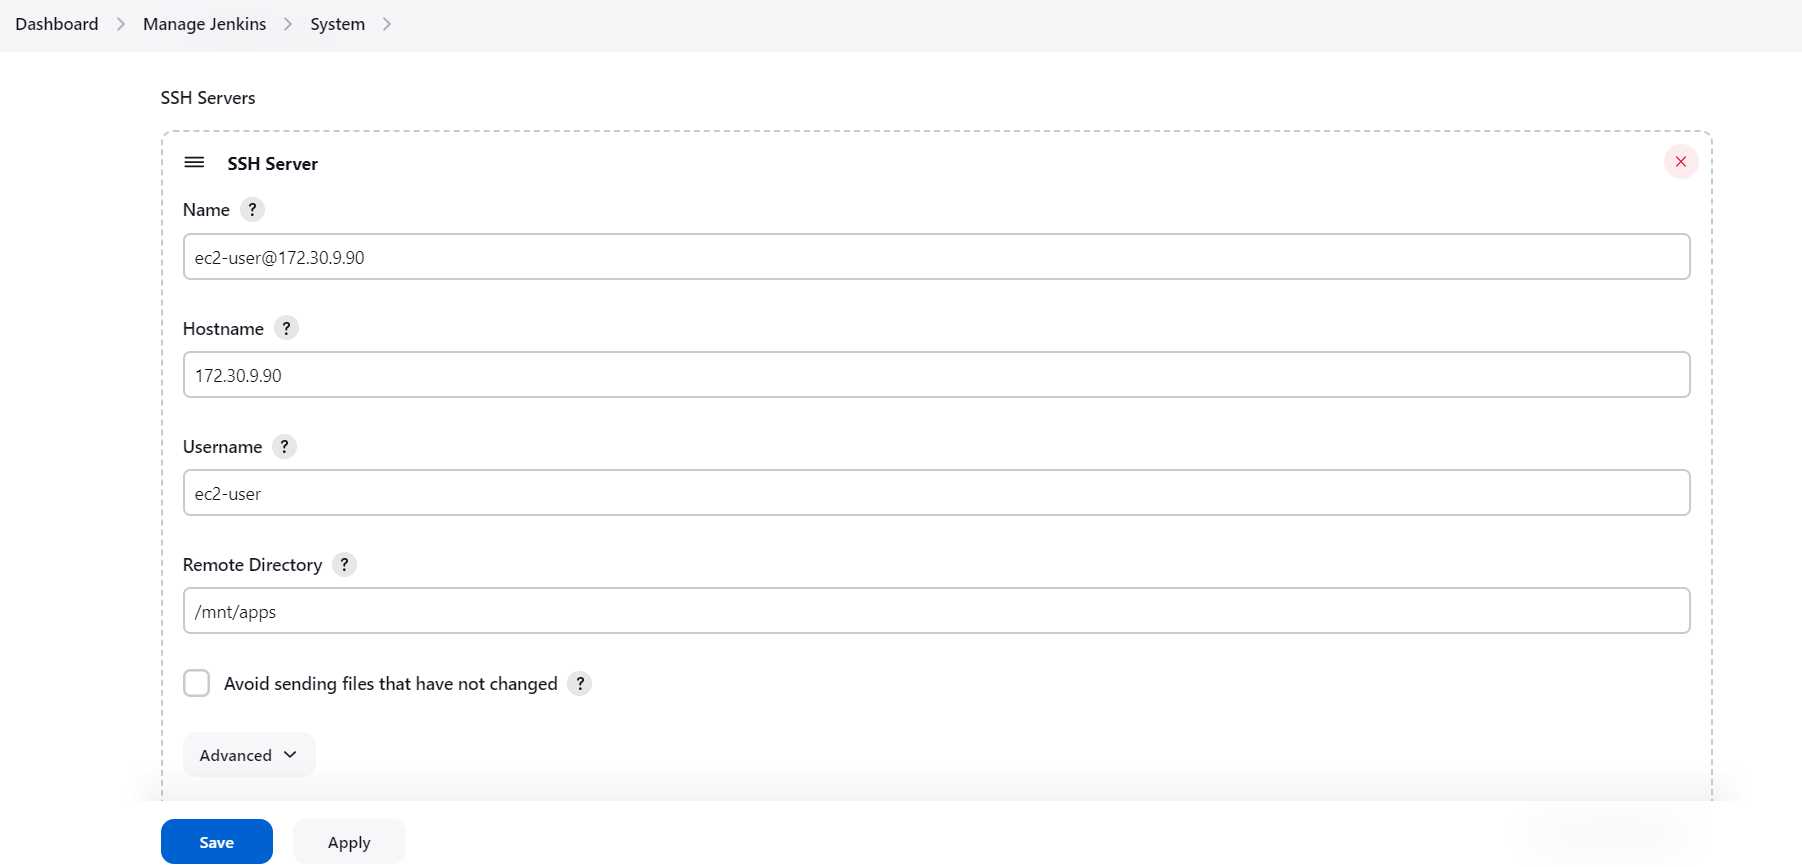 Dashboard > Manage Jenkins > System >
SSH Servers
SSH Server
Name ?
ec2-user@172.30.9.90
Hostname ?
172.30.9.90
Username ?
ec2-user
Remote Directory ?
/mnt/apps
Avoid sending files that have not changed ?
Advanced
Save Apply